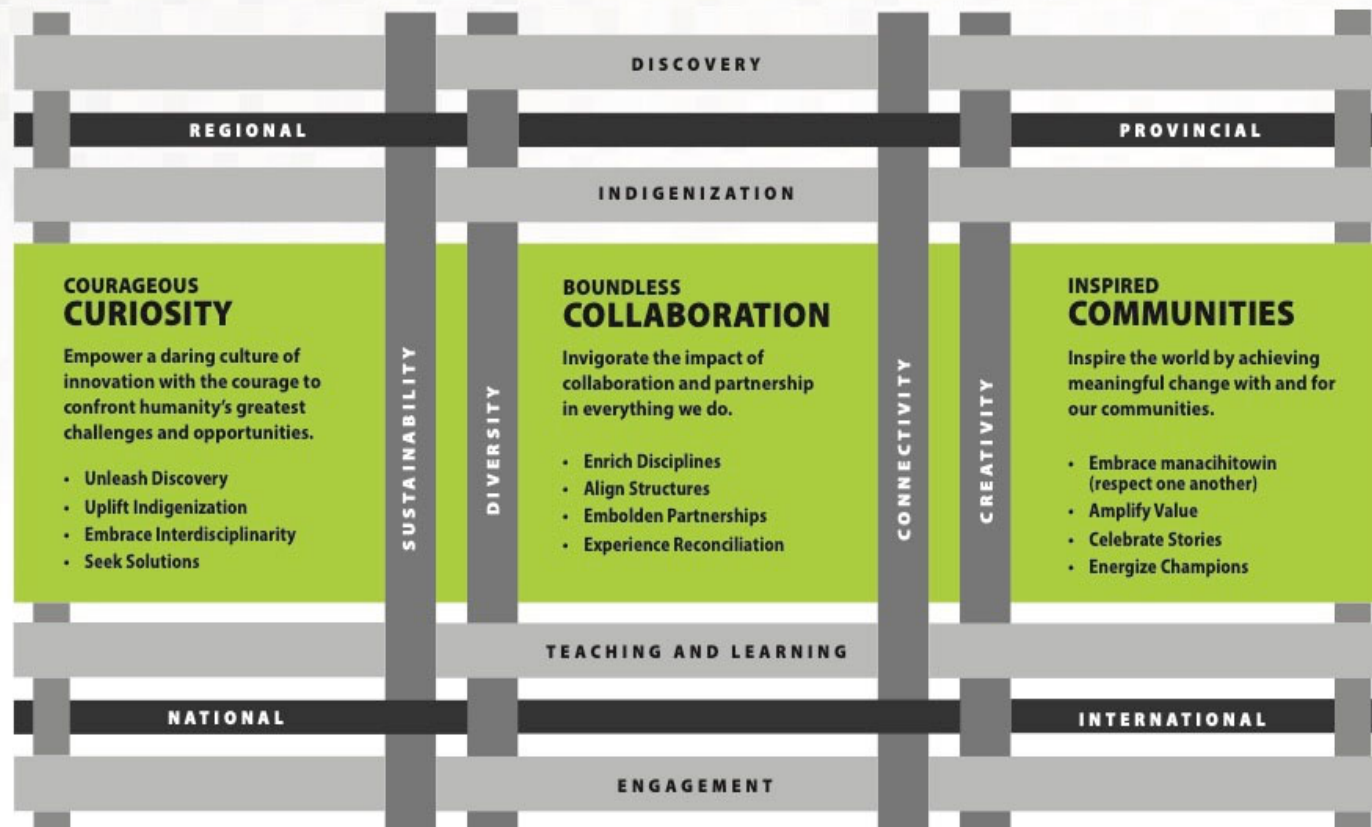 DISCOVERY
REGIONAL
PROVINCIAL
INDIGENIZATION
COURAGEOUS
CURIOSITY
Empower a daring culture of
innovation with the courage to
confront humanity's greatest
challenges and opportunities.
• Unleash Discovery
• Uplift Indigenization
• Embrace Interdisciplinarity
• Seek Solutions
SUSTAINABILITY
DIVERSITY
BOUNDLESS
COLLABORATION
Invigorate the impact of
collaboration and partnership
in everything we do.
• Enrich Disciplines
• Align Structures
• Embolden Partnerships
• Experience Reconciliation
CONNECTIVITY
CREATIVITY
INSPIRED
COMMUNITIES
Inspire the world by achieving
meaningful change with and for
our communities.
• Embrace manacihitowin
(respect one another)
• Amplify Value
• Celebrate Stories
• Energize Champions
TEACHING AND LEARNING
NATIONAL
INTERNATIONAL
ENGAGEMENT